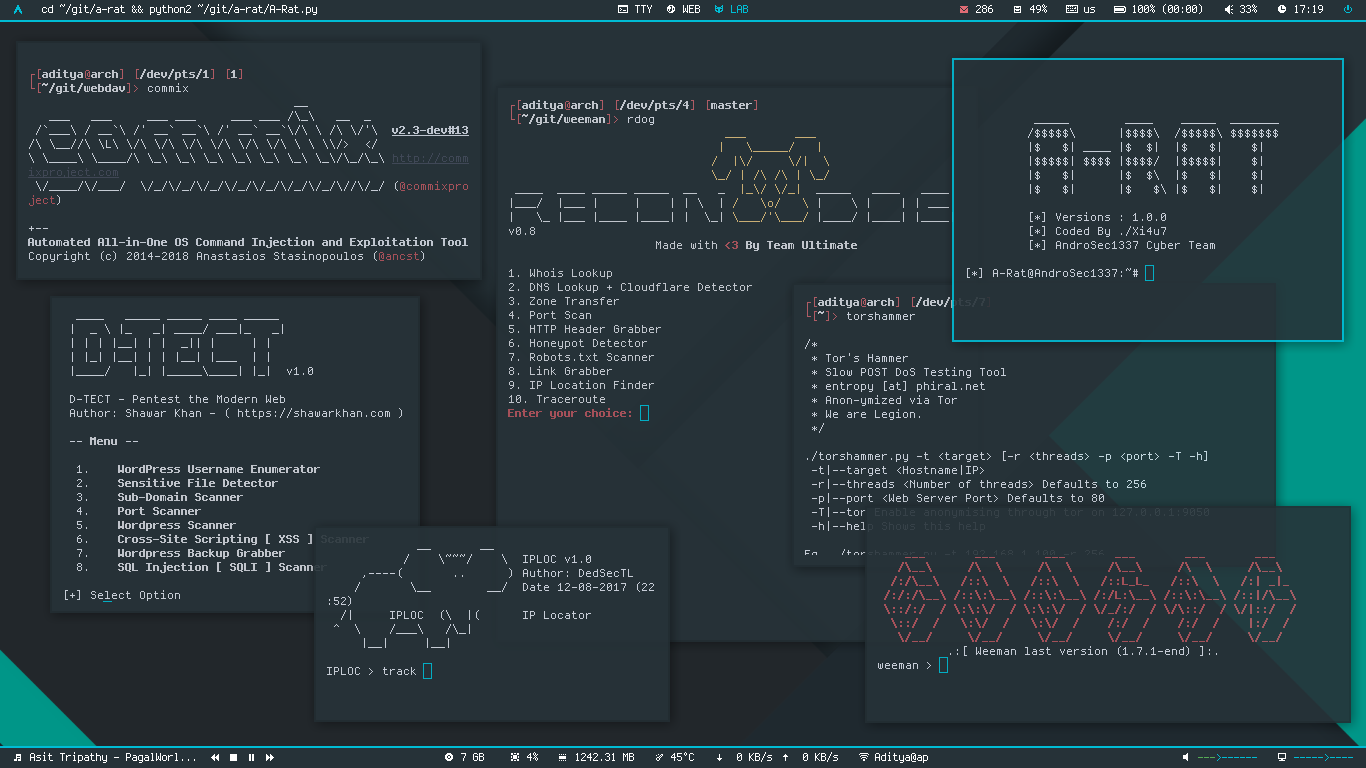 cd ~/git/a-rat && python2 ~/git/a-rat/A-Rat.py
TTY WEB LAB
286 49% us 100% (00:00) 33% 17:19
[aditya@arch] [/dev/pts/1] [1]
[~/git/webdav]> commix
v2.3-dev#13
http://comm
ixproject.com
(@commixpro
ject)
+--
Automated All-in-One OS Command Injection and Exploitation Tool
Copyright (c) 2014-2018 Anastasios Stasinopoulos (@ancst)
D-TECT v1.0
D-TECT - Pentest the Modern Web
Author: Shawar Khan - ( https://shawarkhan.com )
-- Menu --
1. WordPress Username Enumerator
2. Sensitive File Detector
3. Sub-Domain Scanner
4. Port Scanner
5. Wordpress Scanner
6. Cross-Site Scripting [ XSS ] Scanner
7. Wordpress Backup Grabber
8. SQL Injection [ SQLI ] Scanner
[+] Select Option
[aditya@arch] [/dev/pts/4] [master]
[~/git/weeman]> rdog
v0.8
Made with <3 By Team Ultimate
1. Whois Lookup
2. DNS Lookup + Cloudflare Detector
3. Zone Transfer
4. Port Scan
5. HTTP Header Grabber
6. Honeypot Detector
7. Robots.txt Scanner
8. Link Grabber
9. IP Location Finder
10. Traceroute
Enter your choice:
IPLOC v1.0
Author: DedSecTL
Date 12-08-2017 (22
:52)
IPLOC IP Locator
IPLOC > track
A-RAT
[*] Versions : 1.0.0
[*] Coded By ./Xi4u7
[*] AndroSec1337 Cyber Team
[*] A-Rat@AndroSec1337:~#
[aditya@arch] [/dev/pts/7]
[~]> torshammer
/*
* Tor's Hammer
* Slow POST DoS Testing Tool
* entropy [at] phiral.net
* Anon-ymized via Tor
* We are Legion.
*/
./torshammer.py -t <target> [-r <threads> -p <port> -T -h]
-t|--target <Hostname|IP>
-r|--threads <Number of threads> Defaults to 256
-p|--port <Web Server Port> Defaults to 80
-T|--tor Enable anonymising through tor on 127.0.0.1:9050
-h|--help Shows this help
Eg. ./torshammer.py -t 192.168.1.100 -r 256
_.:[ Weeman last version (1.7.1-end) ]:.
weeman >
Asit Tripathy - PagalWorl...
7 GB 4% 1242.31 MB 45°C 0 KB/s 0 KB/s Aditya@ap
--->------ ----->----